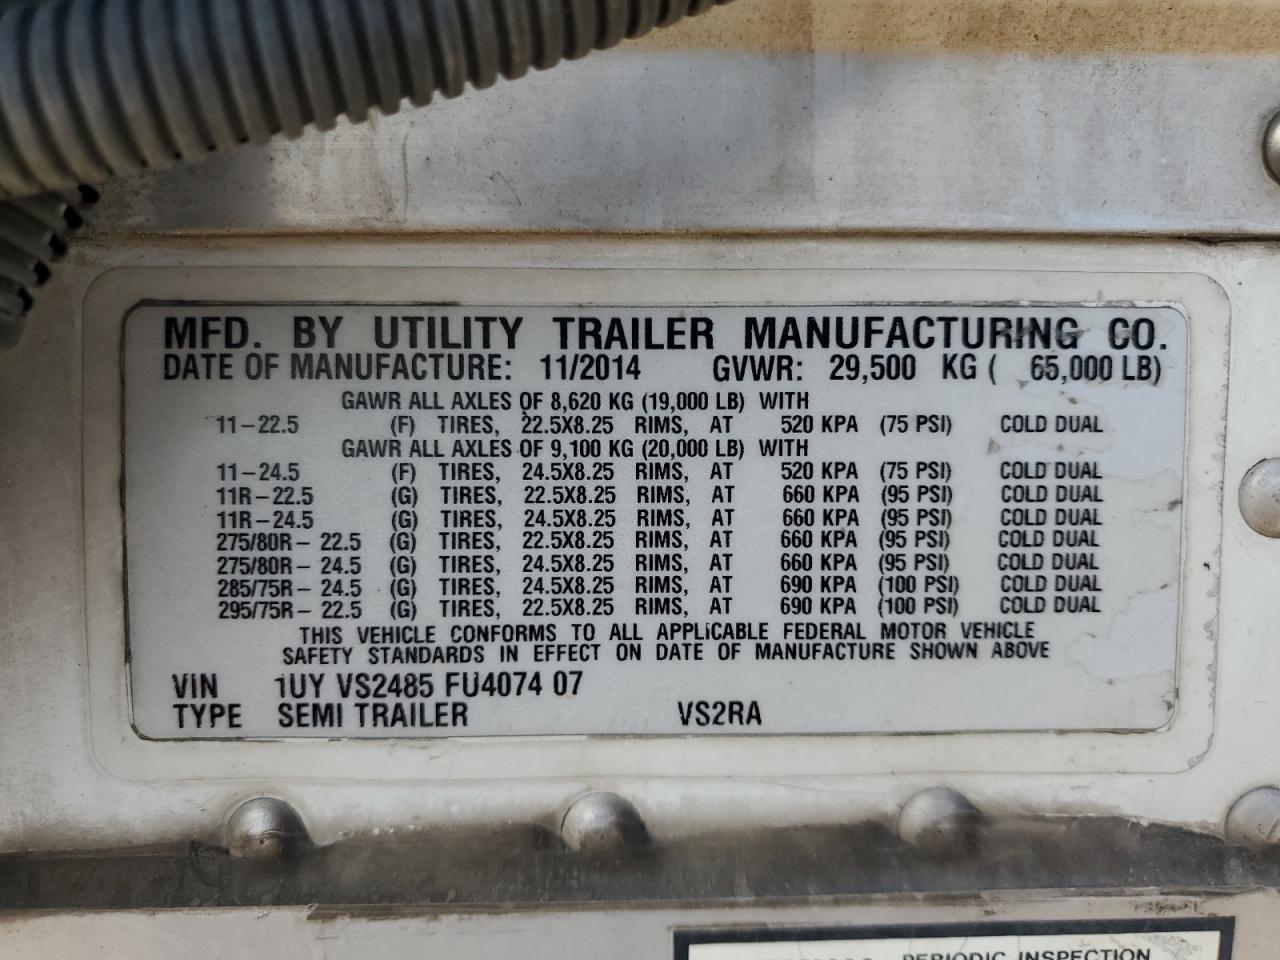 MFD. BY UTILITY TRAILER MANUFACTURING CO.
DATE OF MANUFACTURE: 11/2014 GVWR: 29,500 KG ( 65,000 LB)
GAWR ALL AXLES OF 8,620 KG (19,000 LB) WITH
11-22.5 (F) TIRES, 22.5X8.25 RIMS, AT 520 KPA (75 PSI) COLD DUAL
GAWR ALL AXLES OF 9,100 KG (20,000 LB) WITH
11-24.5 (F) TIRES, 24.5X8.25 RIMS, AT 520 KPA (75 PSI) COLD DUAL
11R-22.5 (G) TIRES, 22.5X8.25 RIMS, AT 660 KPA (95 PSI) COLD DUAL
11R-24.5 (G) TIRES, 24.5X8.25 RIMS, AT 660 KPA (95 PSI) COLD DUAL
275/80R- 22.5 (G) TIRES, 22.5X8.25 RIMS, AT 660 KPA (95 PSI) COLD DUAL
275/80R- 24.5 (G) TIRES, 24.5X8.25 RIMS, AT 660 KPA (95 PSI) COLD DUAL
285/75R- 24.5 (G) TIRES, 24.5X8.25 RIMS, AT 690 KPA (100 PSI) COLD DUAL
295/75R- 22.5 (G) TIRES, 22.5X8.25 RIMS, AT 690 KPA (100 PSI) COLD DUAL
THIS VEHICLE CONFORMS TO ALL APPLICABLE FEDERAL MOTOR VEHICLE
SAFETY STANDARDS IN EFFECT ON DATE OF MANUFACTURE SHOWN ABOVE
VIN 1UY VS2485 FU4074 07
TYPE SEMI TRAILER VS2RA
PERIODIC INSPECTION